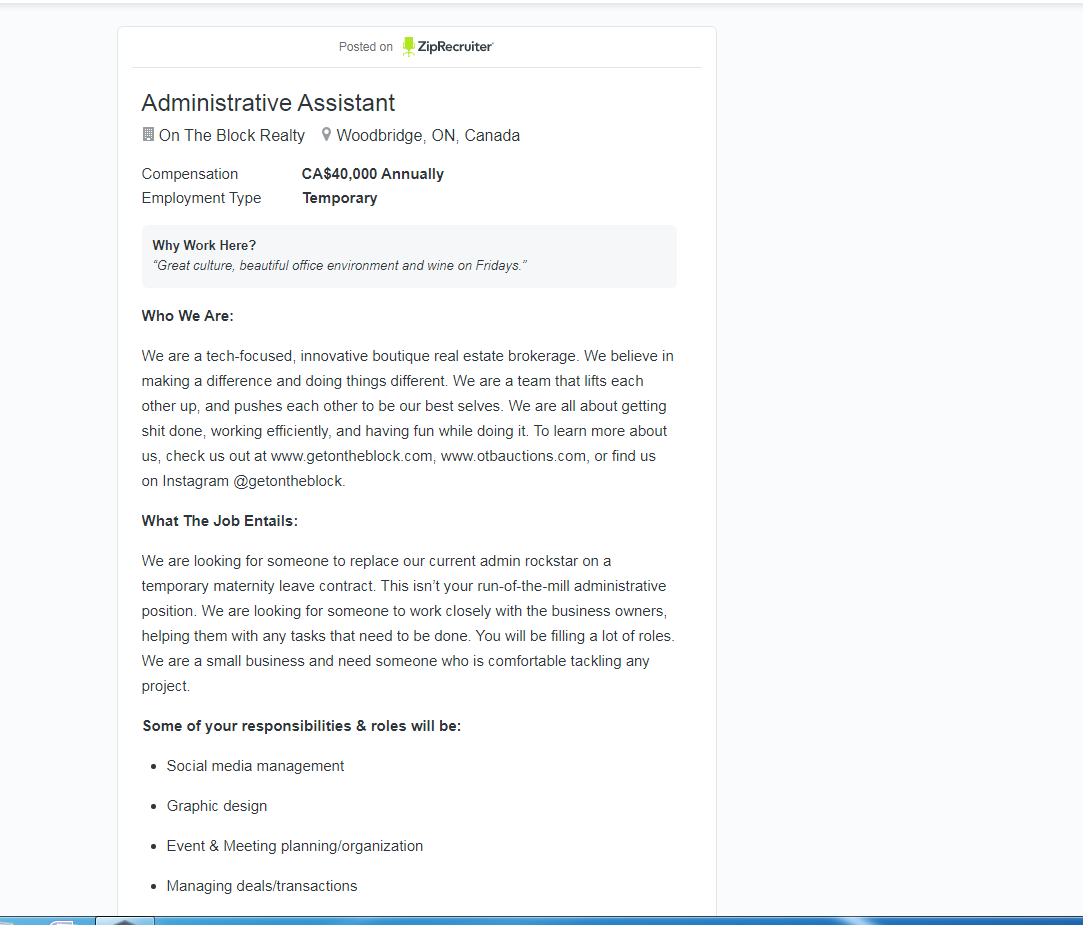 Posted on ZipRecruiter
Administrative Assistant
On The Block Realty Woodbridge, ON, Canada
Compensation CA$40,000 Annually
Employment Type Temporary
Why Work Here?
“Great culture, beautiful office environment and wine on Fridays.”
Who We Are:
We are a tech-focused, innovative boutique real estate brokerage. We believe in
making a difference and doing things different. We are a team that lifts each
other up, and pushes each other to be our best selves. We are all about getting
shit done, working efficiently, and having fun while doing it. To learn more about
us, check us out at www.getontheblock.com, www.otbauctions.com, or find us
on Instagram @getontheblock.
What The Job Entails:
We are looking for someone to replace our current admin rockstar on a
temporary maternity leave contract. This isn’t your run-of-the-mill administrative
position. We are looking for someone to work closely with the business owners,
helping them with any tasks that need to be done. You will be filling a lot of roles.
We are a small business and need someone who is comfortable tackling any
project.
Some of your responsibilities & roles will be:
• Social media management
• Graphic design
• Event & Meeting planning/organization
• Managing deals/transactions